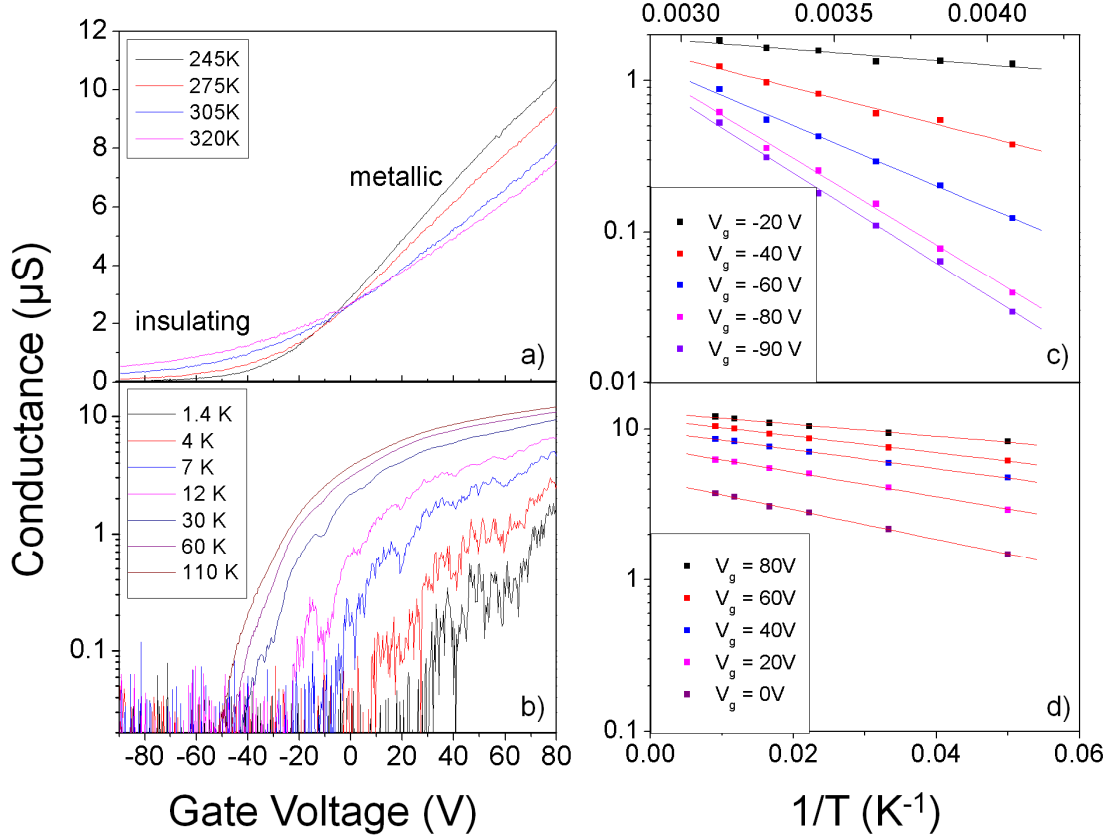 0.0030 0.0035 0.0040
12
10
8
6
4
2
0
245K
275K
305K
320K
metallic
insulating
a)
1
0.1
0.01
V_g = -20 V
V_g = -40 V
V_g = -60 V
V_g = -80 V
V_g = -90 V
c)
Conductance (µS)
10
1
0.1
1.4 K
4 K
7 K
12 K
30 K
60 K
110 K
b)
-80 -60 -40 -20 0 20 40 60 80
Gate Voltage (V)
10
1
0.1
V_g = 80V
V_g = 60V
V_g = 40V
V_g = 20V
V_g = 0V
d)
0.00 0.02 0.04 0.06
1/T (K⁻¹)